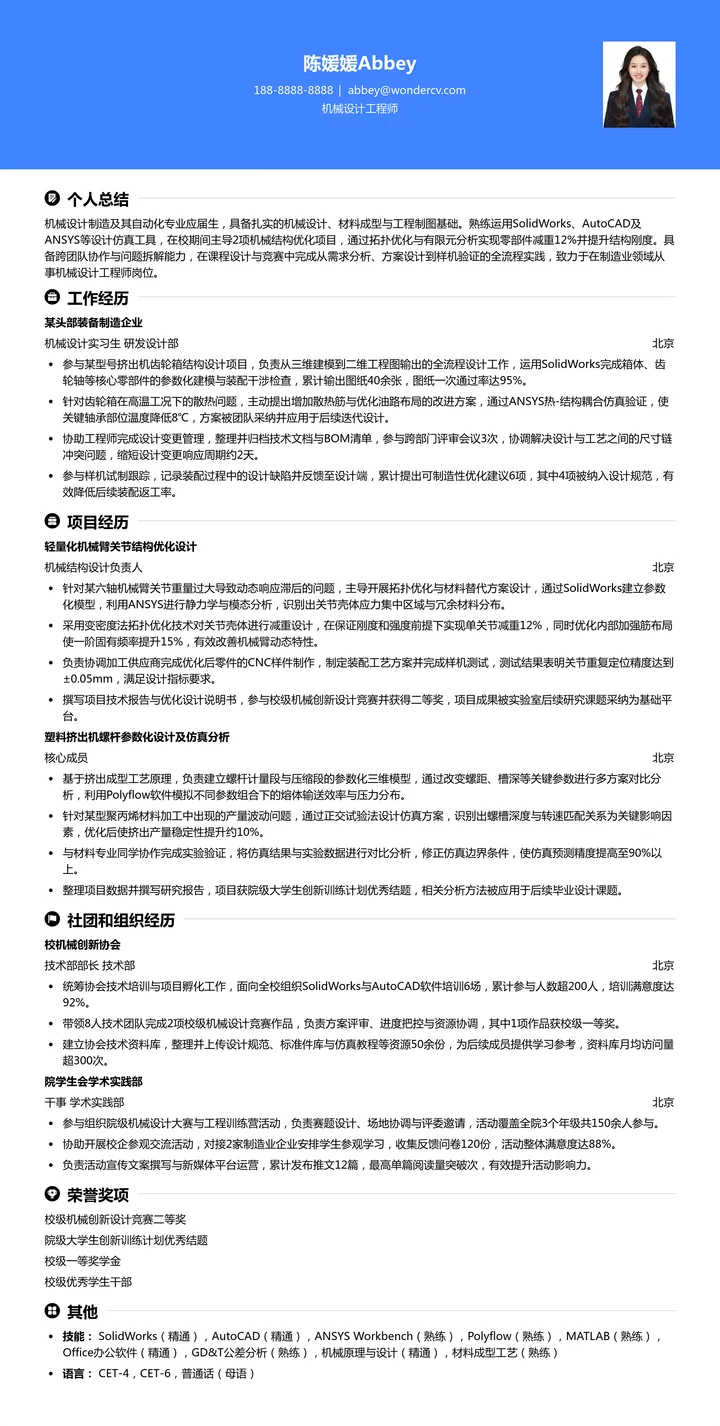 陈媛媛Abbey
188-8888-8888 | abbey@wondercv.com
机械设计工程师
个人总结
机械设计制造及其自动化专业应届生，具备扎实的机械设计、材料成型与工程制图基础。熟练运用SolidWorks、AutoCAD及
ANSYS等设计仿真工具，在校期间主导2项机械结构优化项目，通过拓扑优化与有限元分析实现零部件减重12%并提升结构刚度。具
备跨团队协作与问题拆解能力，在课程设计与竞赛中完成从需求分析、方案设计到样机验证的全流程实践，致力于在制造业领域从
事机械设计工程师岗位。
工作经历
某头部装备制造企业
机械设计实习生 研发设计部 北京
• 参与某型号挤出机齿轮箱结构设计项目，负责从三维建模到二维工程图输出的全流程设计工作，运用SolidWorks完成箱体、齿
轮轴等核心零部件的参数化建模与装配干涉检查，累计输出图纸40余张，图纸一次通过率达95%。
• 针对齿轮箱在高温工况下的散热问题，主动提出增加散热筋与优化油路布局的改进方案，通过ANSYS热-结构耦合仿真验证，使
关键轴承部位温度降低8℃，方案被团队采纳并应用于后续迭代设计。
• 协助工程师完成设计变更管理，整理并归档技术文档与BOM清单，参与跨部门评审会议3次，协调解决设计与工艺之间的尺寸链
冲突问题，缩短设计变更响应周期约2天。
• 参与样机试制跟踪，记录装配过程中的设计缺陷并反馈至设计端，累计提出可制造性优化建议6项，其中4项被纳入设计规范，有
效降低后续装配返工率。
项目经历
轻量化机械臂关节结构优化设计
机械结构设计负责人 北京
• 针对某六轴机械臂关节重量过大导致动态响应滞后的问题，主导开展拓扑优化与材料替代方案设计，通过SolidWorks建立参数
化模型，利用ANSYS进行静力学与模态分析，识别出关节壳体应力集中区域与冗余材料分布。
• 采用变密度法拓扑优化技术对关节壳体进行减重设计，在保证刚度和强度前提下实现单关节减重12%，同时优化内部加强筋布局
使一阶固有频率提升15%，有效改善机械臂动态特性。
• 负责协调加工供应商完成优化后零件的CNC样件制作，制定装配工艺方案并完成样机测试，测试结果表明关节重复定位精度达到
±0.05mm，满足设计指标要求。
• 撰写项目技术报告与优化设计说明书，参与校级机械创新设计竞赛并获得二等奖，项目成果被实验室后续研究课题采纳为基础平
台。
塑料挤出机螺杆参数化设计及仿真分析
核心成员 北京
• 基于挤出成型工艺原理，负责建立螺杆计量段与压缩段的参数化三维模型，通过改变螺距、槽深等关键参数进行多方案对比分
析，利用Polyflow软件模拟不同参数组合下的熔体输送效率与压力分布。
• 针对某型聚丙烯材料加工中出现的产量波动问题，通过正交试验法设计仿真方案，识别出螺槽深度与转速匹配关系为关键影响因
素，优化后使挤出产量稳定性提升约10%。
• 与材料专业同学协作完成实验验证，将仿真结果与实验数据进行对比分析，修正仿真边界条件，使仿真预测精度提高至90%以
上。
• 整理项目数据并撰写研究报告，项目获院级大学生创新训练计划优秀结题，相关分析方法被应用于后续毕业设计课题。
社团和组织经历
校机械创新协会
技术部部长 技术部 北京
• 统筹协会技术培训与项目孵化工作，面向全校组织SolidWorks与AutoCAD软件培训6场，累计参与人数超200人，培训满意度达
92%。
• 带领8人技术团队完成2项校级机械设计竞赛作品，负责方案评审、进度把控与资源协调，其中1项作品获校级一等奖。
• 建立协会技术资料库，整理并上传设计规范、标准件库与仿真教程等资源50余份，为后续成员提供学习参考，资料库月均访问量
超300次。
院学生会学术实践部
干事 学术实践部 北京
• 参与组织院级机械设计大赛与工程训练营活动，负责赛题设计、场地协调与评委邀请，活动覆盖全院3个年级共150余人参与。
• 协助开展校企参观交流活动，对接2家制造业企业安排学生参观学习，收集反馈问卷120份，活动整体满意度达88%。
• 负责活动宣传文案撰写与新媒体平台运营，累计发布推文12篇，最高单篇阅读量突破次，有效提升活动影响力。
荣誉奖项
校级机械创新设计竞赛二等奖
院级大学生创新训练计划优秀结题
校级一等奖学金
校级优秀学生干部
其他
• 技能： SolidWorks（精通），AutoCAD（精通），ANSYS Workbench（熟练），Polyflow（熟练），MATLAB（熟练），
Office办公软件（精通），GD&T公差分析（熟练），机械原理与设计（精通），材料成型工艺（熟练）
• 语言： CET-4，CET-6，普通话（母语）